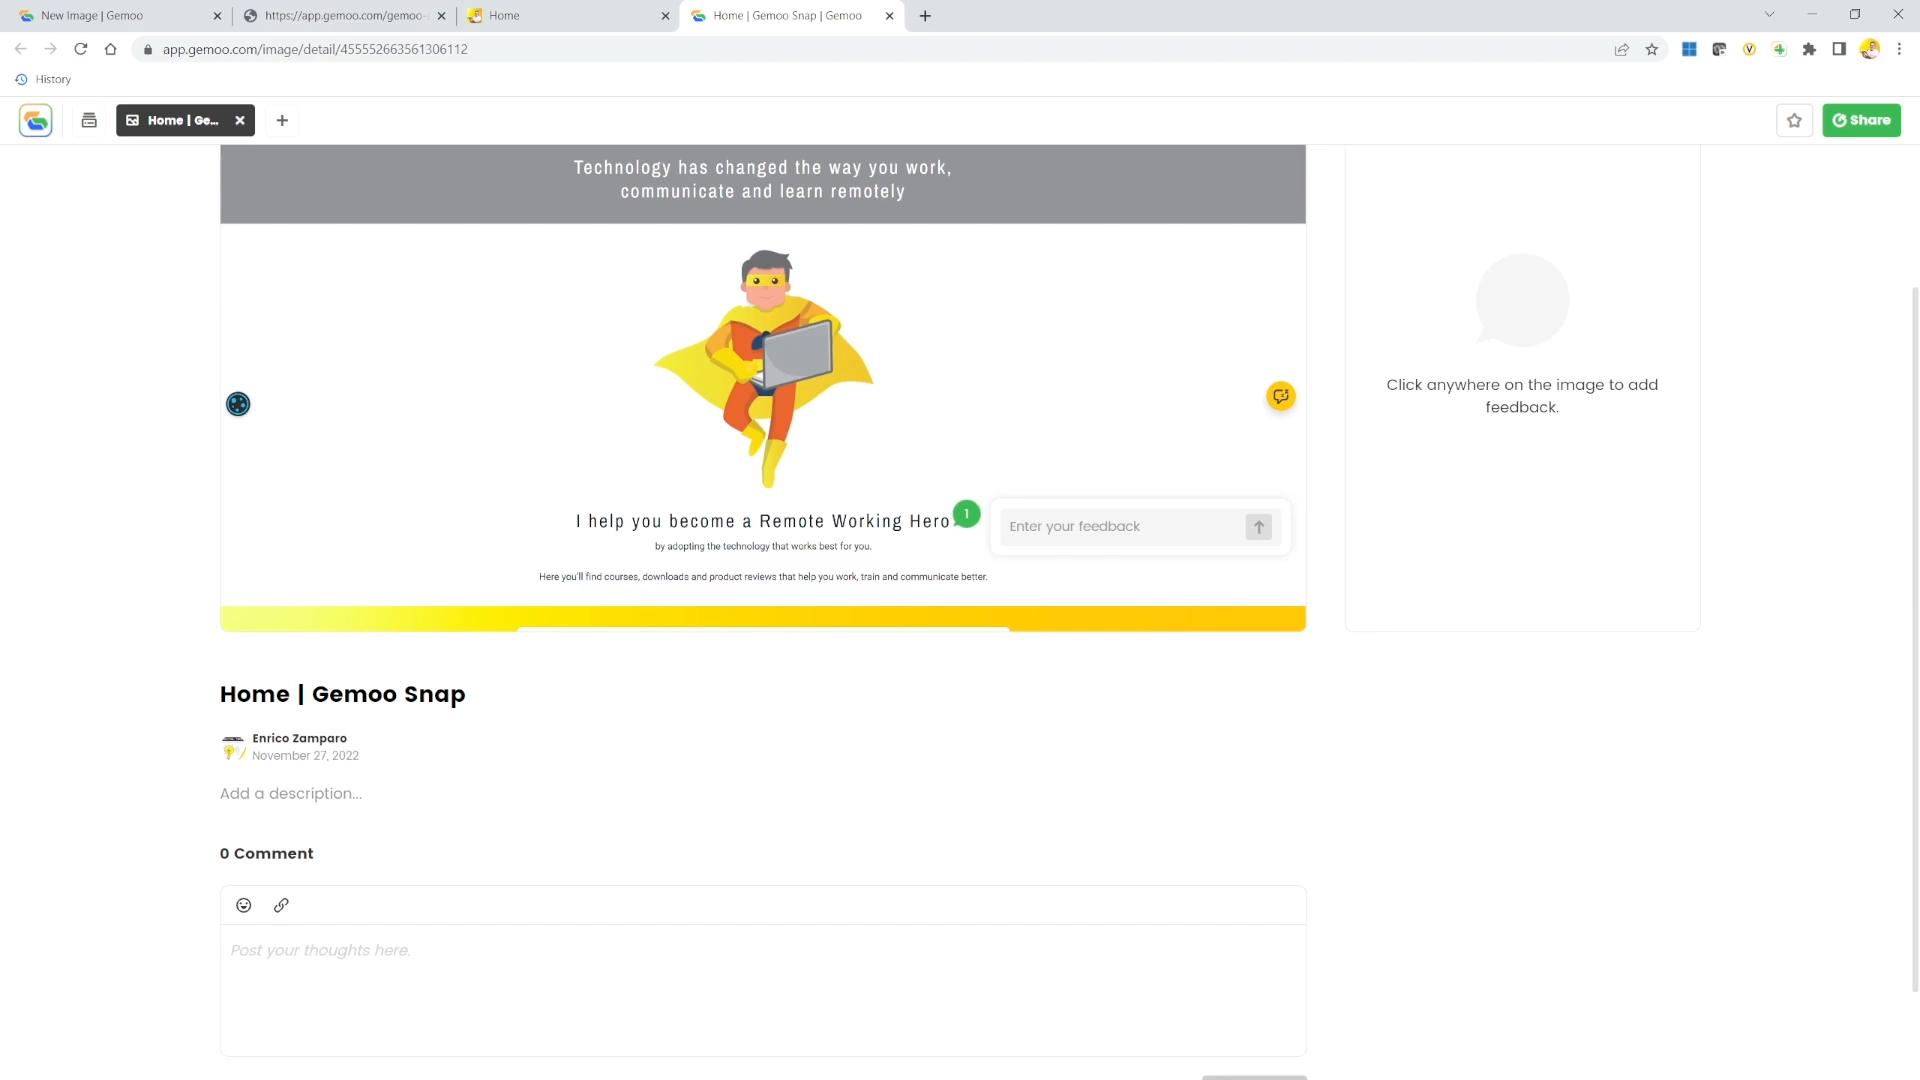 New Image | Gemoo
https://app.gemoo.com/gemoo-
Home
Home | Gemoo Snap | Gemoo
app.gemoo.com/image/detail/455552663561306112
History
Home | Ge...
Share
Technology has changed the way you work,
communicate and learn remotely
Click anywhere on the image to add
feedback.
I help you become a Remote Working Hero
1
Enter your feedback
by adopting the technology that works best for you.
Here you'll find courses, downloads and product reviews that help you work, train and communicate better.
Home | Gemoo Snap
Enrico Zamparo
November 27, 2022
Add a description...
0 Comment
Post your thoughts here.